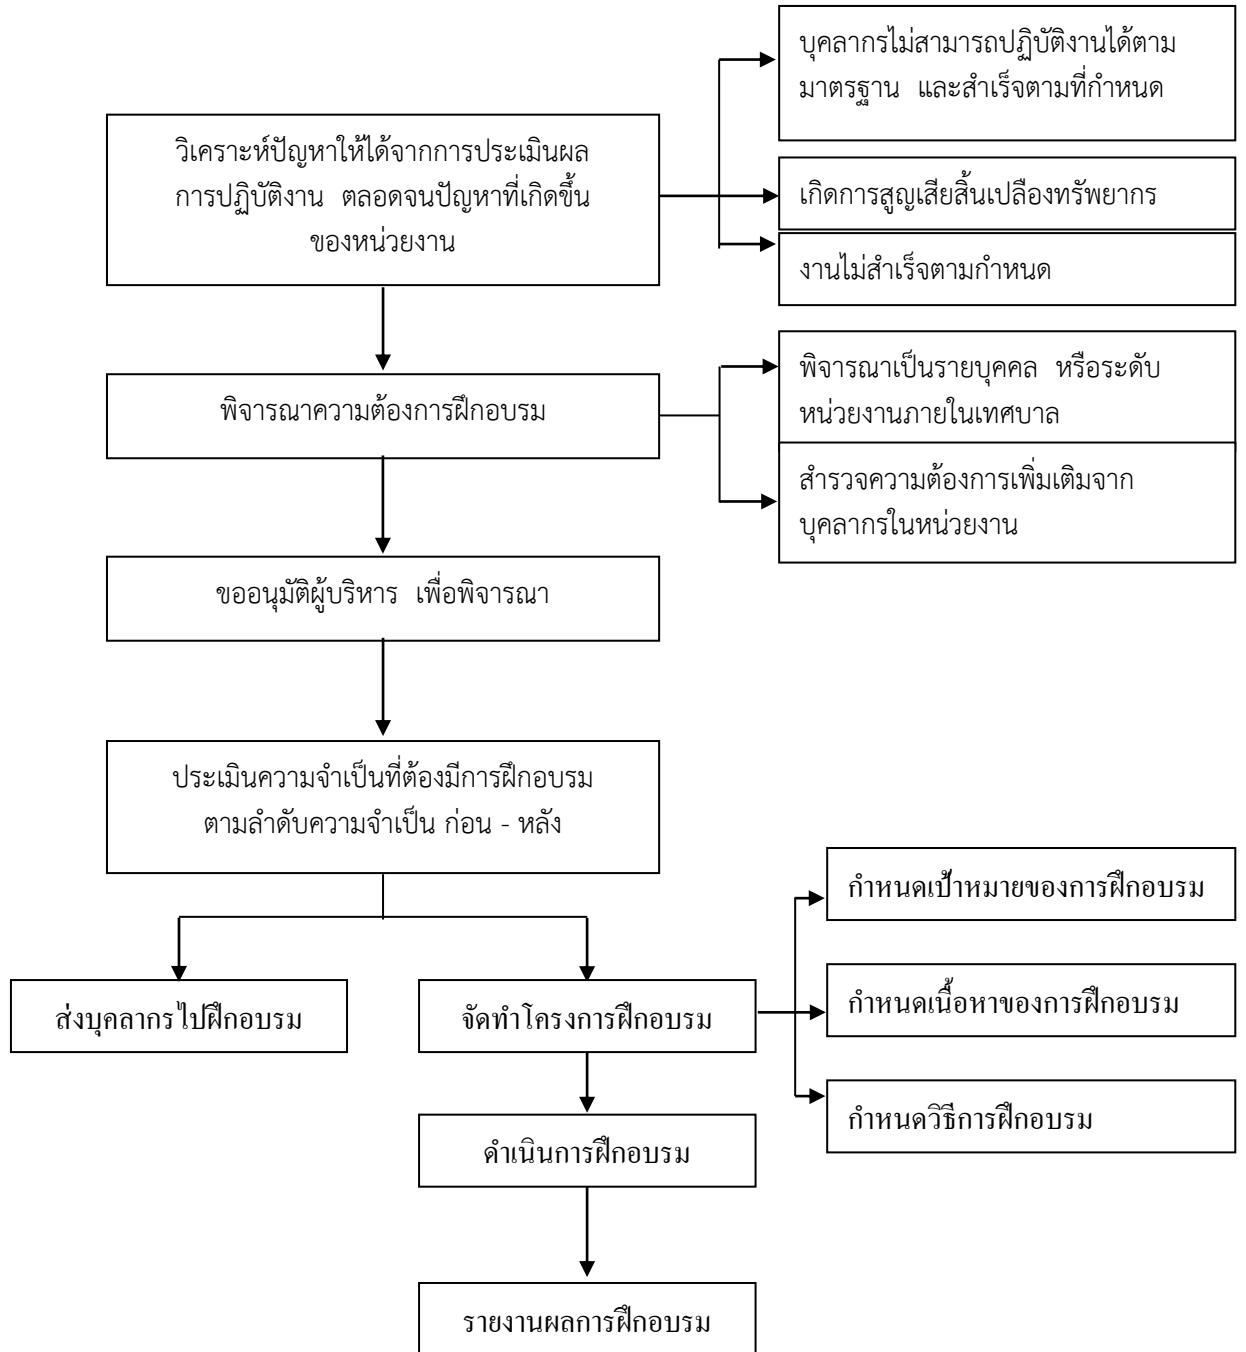 บุคลากรไม่สามารถปฏิบัติงานได้ตาม
มาตรฐาน และสำเร็จตามที่กำหนด
วิเคราะห์ปัญหาให้ได้จากการประเมินผล
การปฏิบัติงาน ตลอดจนปัญหาที่เกิดขึ้น
ของหน่วยงาน
เกิดการสูญเสียสิ้นเปลืองทรัพยากร
งานไม่สำเร็จตามกำหนด
พิจารณาความต้องการฝึกอบรม
พิจารณาเป็นรายบุคคล หรือระดับ
หน่วยงานภายในเทศบาล
สำรวจความต้องการเพิ่มเติมจาก
บุคลากรในหน่วยงาน
ขออนุมัติผู้บริหาร เพื่อพิจารณา
ประเมินความจำเป็นที่ต้องมีการฝึกอบรม
ตามลำดับความจำเป็น ก่อน - หลัง
ส่งบุคลากรไปฝึกอบรม
จัดทำโครงการฝึกอบรม
กำหนดเป้าหมายของการฝึกอบรม
กำหนดเนื้อหาของการฝึกอบรม
กำหนดวิธีการฝึกอบรม
ดำเนินการฝึกอบรม
รายงานผลการฝึกอบรม